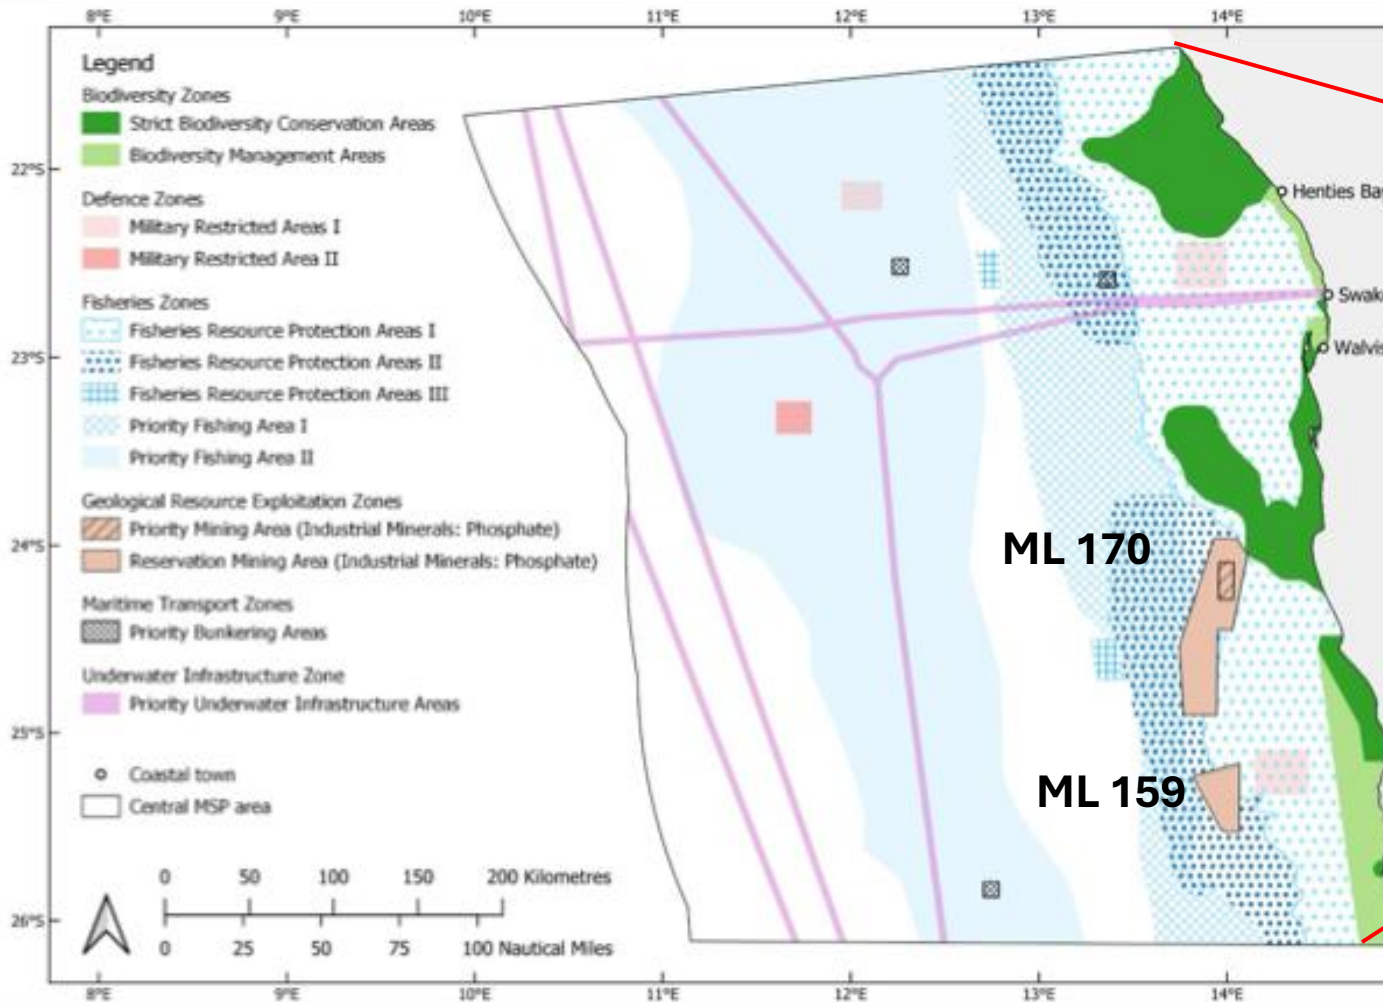 8°E 9°E 10°E 11°E 12°E 13°E 14°E
Legend
Biodiversity Zones
Strict Biodiversity Conservation Areas
Biodiversity Management Areas
Defence Zones
Military Restricted Areas I
Military Restricted Area II
Fisheries Zones
Fisheries Resource Protection Areas I
Fisheries Resource Protection Areas II
Fisheries Resource Protection Areas III
Priority Fishing Area I
Priority Fishing Area II
Geological Resource Exploitation Zones
Priority Mining Area (Industrial Minerals: Phosphate)
Reservation Mining Area (Industrial Minerals: Phosphate)
Maritime Transport Zones
Priority Bunkering Areas
Underwater Infrastructure Zone
Priority Underwater Infrastructure Areas
Coastal town
Central MSP area
0 50 100 150 200 Kilometres
0 25 50 75 100 Nautical Miles
22°S
23°S
24°S
25°S
26°S
Henties Ba
Swak
Walvis
ML 170
ML 159
8°E 9°E 10°E 11°E 12°E 13°E 14°E